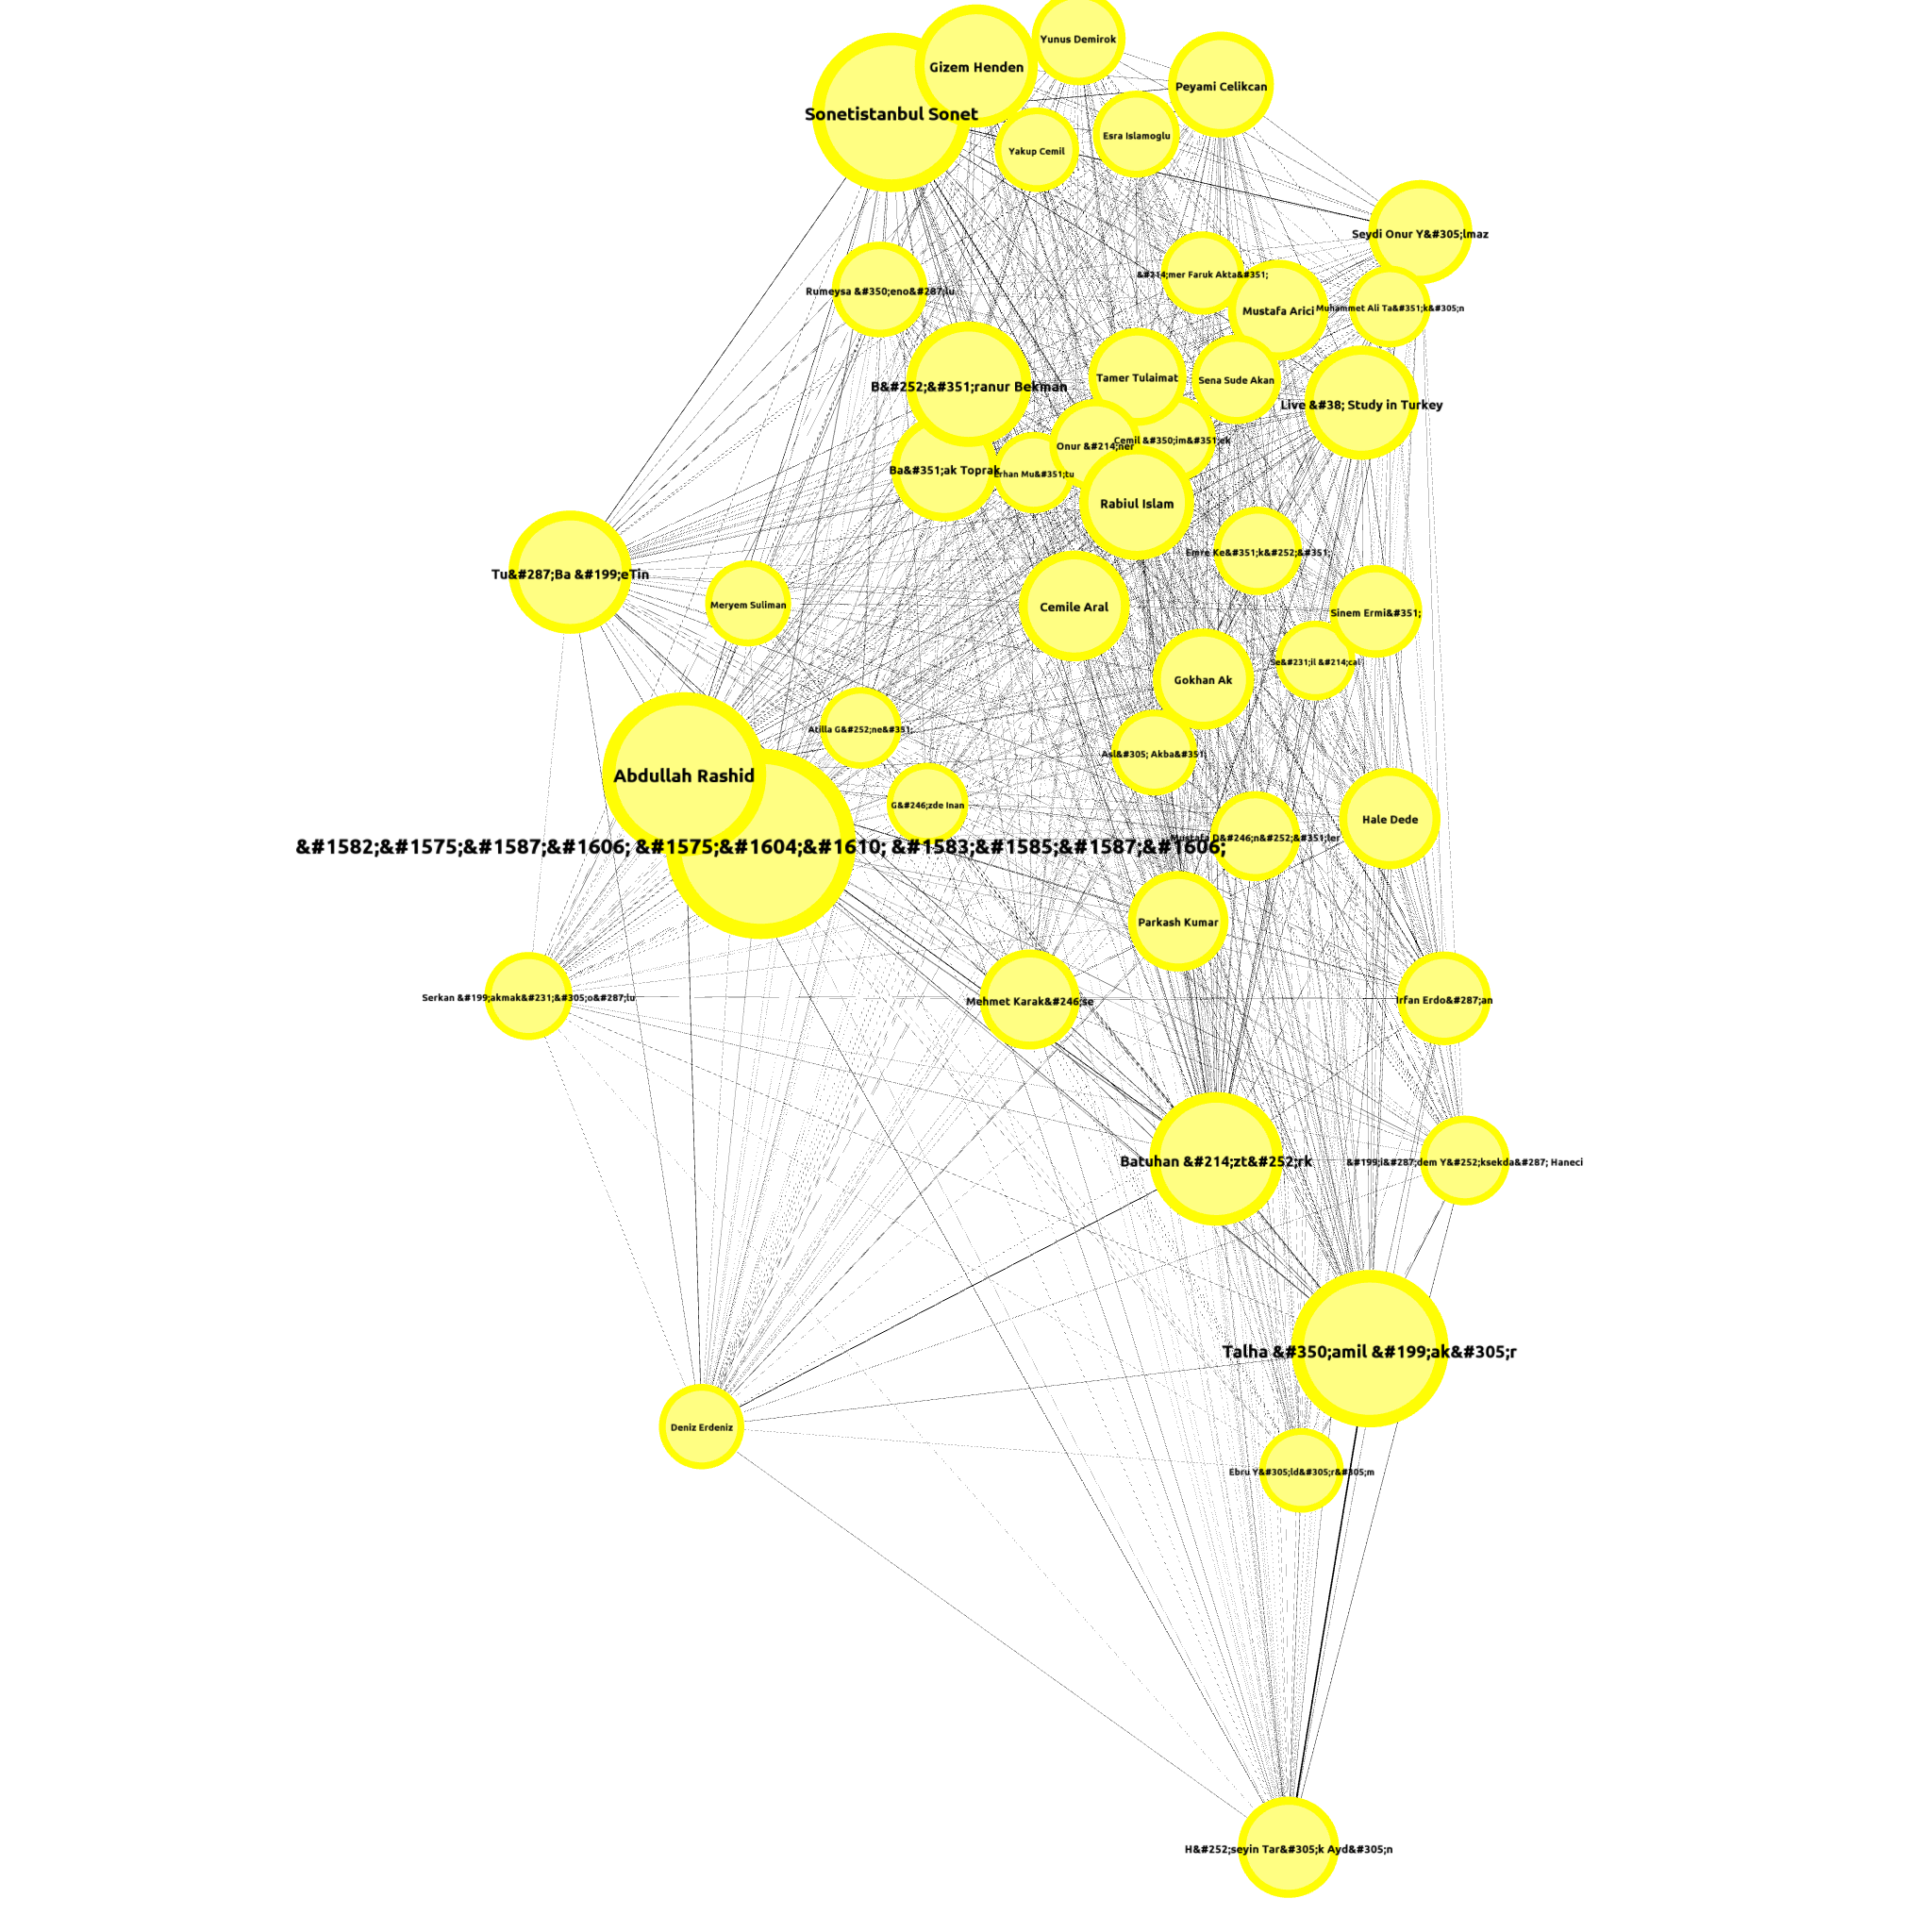 Yunus Demirok
Gizem Henden
Peyami Celikcan
Sonetistanbul Sonet
Esra Islamoglu
Yakup Cemil
Seydi Onur Y&#305;lmaz
&#214;mer Faruk Akta&#351;
Rumeysa &#350;eno&#287;lu
Muhammet Ali Ta&#351;k&#305;n
Mustafa Arici
Tamer Tulaimat
Sena Sude Akan
B&#252;&#351;ranur Bekman
Live &#38; Study in Turkey
Cemil &#350;im&#351;ek
Onur &#214;ner
Ba&#351;ak Toprak
Erhan Mu&#351;tu
Rabiul Islam
Emre Ke&#351;k&#252;&#351;
Tu&#287;Ba &#199;eTin
Meryem Suliman
Cemile Aral
Sinem Ermi&#351;
Se&#231;il &#214;cal
Gokhan Ak
Atilla G&#252;ne&#351;
Asl&#305; Akba&#351;
Abdullah Rashid
G&#246;zde Inan
Hale Dede
Mustafa D&#246;n&#252;&#351;ler
&#1582;&#1575;&#1587;&#1606; &#1575;&#1604;&#1610; &#1583;&#1585;&#1587;&#1606;
Parkash Kumar
Serkan &#199;akmak&#231;&#305;o&#287;lu
Mehmet Karak&#246;se
Irfan Erdo&#287;an
Batuhan &#214;zt&#252;rk
&#199;i&#287;dem Y&#252;ksekda&#287; Haneci
Talha &#350;amil &#199;ak&#305;r
Deniz Erdeniz
Ebru Y&#305;ld&#305;r&#305;m
H&#252;seyin Tar&#305;k Ayd&#305;n